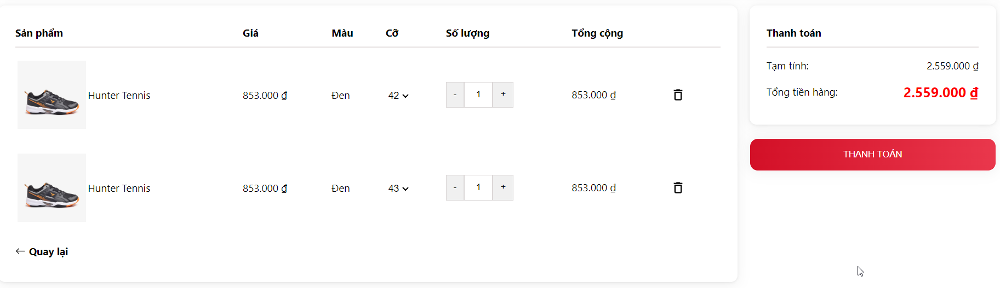 Sản phẩm Giá Màu Cỡ Số lượng Tổng cộng
Hunter Tennis 853.000 ₫ Đen 42 - 1 + 853.000 ₫
Hunter Tennis 853.000 ₫ Đen 43 - 1 + 853.000 ₫
← Quay lại
Thanh toán
Tạm tính: 2.559.000 ₫
Tổng tiền hàng: 2.559.000 ₫
THANH TOÁN